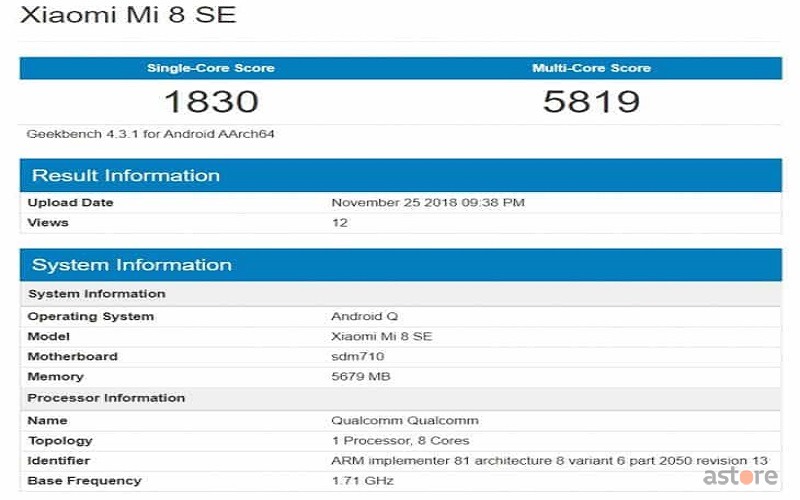 Xiaomi Mi 8 SE
Single-Core Score Multi-Core Score
1830 5819
Geekbench 4.3.1 for Android AArch64
Result Information
Upload Date November 25 2018 09:38 PM
Views 12
System Information
System Information
Operating System Android Q
Model Xiaomi Mi 8 SE
Motherboard sdm710
Memory 5679 MB
Processor Information
Name Qualcomm Qualcomm
Topology 1 Processor, 8 Cores
Identifier ARM implementer 81 architecture 8 variant 6 part 2050 revision 13
Base Frequency 1.71 GHz
astore